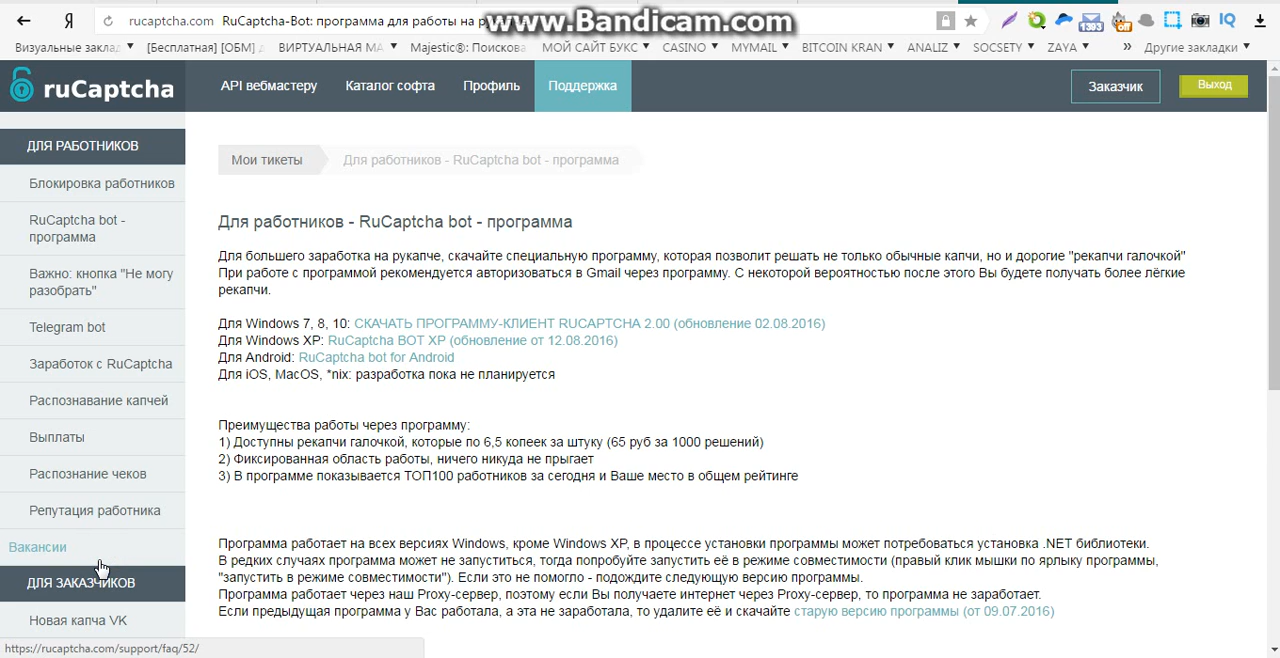 Я
rucaptcha.com RuCaptcha-Bot: программа для работы на
www.Bandicam.com
1393
off
IQ
Визуальные заклад
[Бесплатная] [ОБМ]
ВИРТУАЛЬНАЯ МА
Majestic®: Поискова
МОЙ САЙТ БУКС
CASINO
MYMAIL
BITCOIN KRAN
ANALIZ
SOCSETY
ZAYA
»
Другие закладки
ruCaptcha
API вебмастеру
Каталог софта
Профиль
Поддержка
Заказчик
Выход
ДЛЯ РАБОТНИКОВ
Блокировка работников
RuCaptcha bot -
программа
Важно: кнопка "Не могу
разобрать"
Telegram bot
Заработок с RuCaptcha
Распознавание капчей
Выплаты
Распознание чеков
Репутация работника
Вакансии
ДЛЯ ЗАКАЗЧИКОВ
Новая капча VK
https://rucaptcha.com/support/faq/52/
Мои тикеты
Для работников - RuCaptcha bot - программа
Для работников - RuCaptcha bot - программа
Для большего заработка на рукапче, скачайте специальную программу, которая позволит решать не только обычные капчи, но и дорогие "рекапчи галочкой"
При работе с программой рекомендуется авторизоваться в Gmail через программу. С некоторой вероятностью после этого Вы будете получать более лёгкие
рекапчи.
Для Windows 7, 8, 10: СКАЧАТЬ ПРОГРАММУ-КЛИЕНТ RUCAPTCHA 2.00 (обновление 02.08.2016)
Для Windows XP: RuCaptcha BOT XP (обновление от 12.08.2016)
Для Android: RuCaptcha bot for Android
Для iOS, MacOS, *nix: разработка пока не планируется
Преимущества работы через программу:
1) Доступны рекапчи галочкой, которые по 6,5 копеек за штуку (65 руб за 1000 решений)
2) Фиксированная область работы, ничего никуда не прыгает
3) В программе показывается ТОП100 работников за сегодня и Ваше место в общем рейтинге
Программа работает на всех версиях Windows, кроме Windows XP, в процессе установки программы может потребоваться установка .NET библиотеки.
В редких случаях программа может не запуститься, тогда попробуйте запустить её в режиме совместимости (правый клик мышки по ярлыку программы,
"запустить в режиме совместимости"). Если это не помогло - подождите следующую версию программы.
Программа работает через наш Proxy-сервер, поэтому если Вы получаете интернет через Proxy-сервер, то программа не заработает.
Если предыдущая программа у Вас работала, а эта не заработала, то удалите её и скачайте старую версию программы (от 09.07.2016)